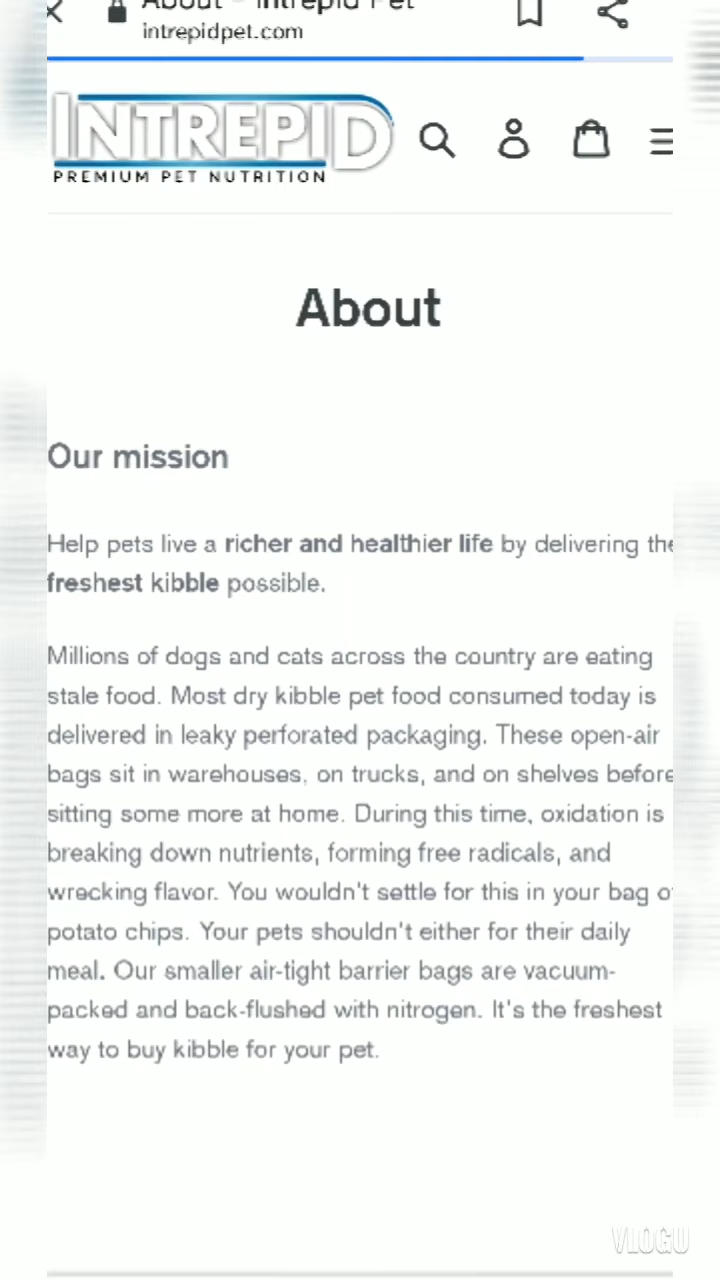 About - Intrepid Pet
intrepidpet.com
INTREPID
PREMIUM PET NUTRITION
About
Our mission
Help pets live a richer and healthier life by delivering the
freshest kibble possible.
Millions of dogs and cats across the country are eating
stale food. Most dry kibble pet food consumed today is
delivered in leaky perforated packaging. These open-air
bags sit in warehouses, on trucks, and on shelves before
sitting some more at home. During this time, oxidation is
breaking down nutrients, forming free radicals, and
wrecking flavor. You wouldn't settle for this in your bag of
potato chips. Your pets shouldn't either for their daily
meal. Our smaller air-tight barrier bags are vacuum-
packed and back-flushed with nitrogen. It's the freshest
way to buy kibble for your pet.
VLOGU